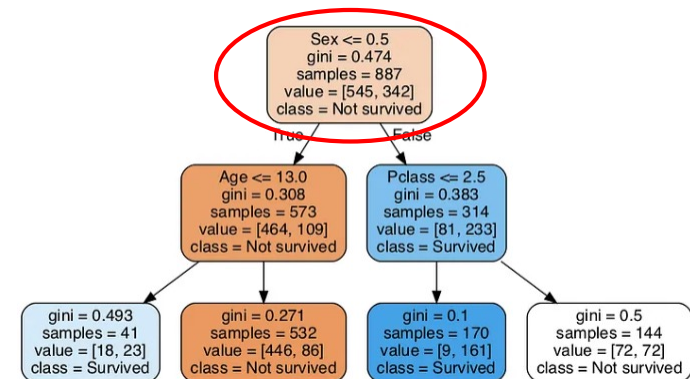 Sex <= 0.5
gini = 0.474
samples = 887
value = [545, 342]
class = Not survived
True
False
Age <= 13.0
gini = 0.308
samples = 573
value = [464, 109]
class = Not survived
Pclass <= 2.5
gini = 0.383
samples = 314
value = [81, 233]
class = Survived
gini = 0.493
samples = 41
value = [18, 23]
class = Survived
gini = 0.271
samples = 532
value = [446, 86]
class = Not survived
gini = 0.1
samples = 170
value = [9, 161]
class = Survived
gini = 0.5
samples = 144
value = [72, 72]
class = Not survived